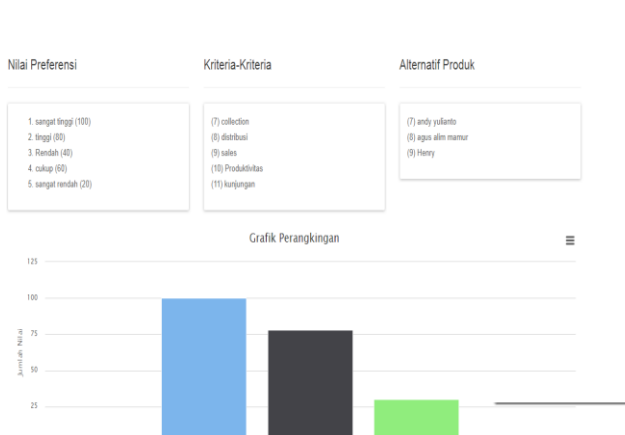 Nilai Preferensi
Kriteria-Kriteria
Alternatif Produk
1. sangat tinggi (100)
2. tinggi (80)
3. Rendah (40)
4. cukup (60)
5. sangat rendah (20)
(7) collection
(8) distribusi
(9) sales
(10) Produktivitas
(11) kunjungan
(7) andy yulianto
(8) agus alim mamur
(9) Henry
Grafik Perangkingan
125
100
75
50
25
Jumlah Nilai